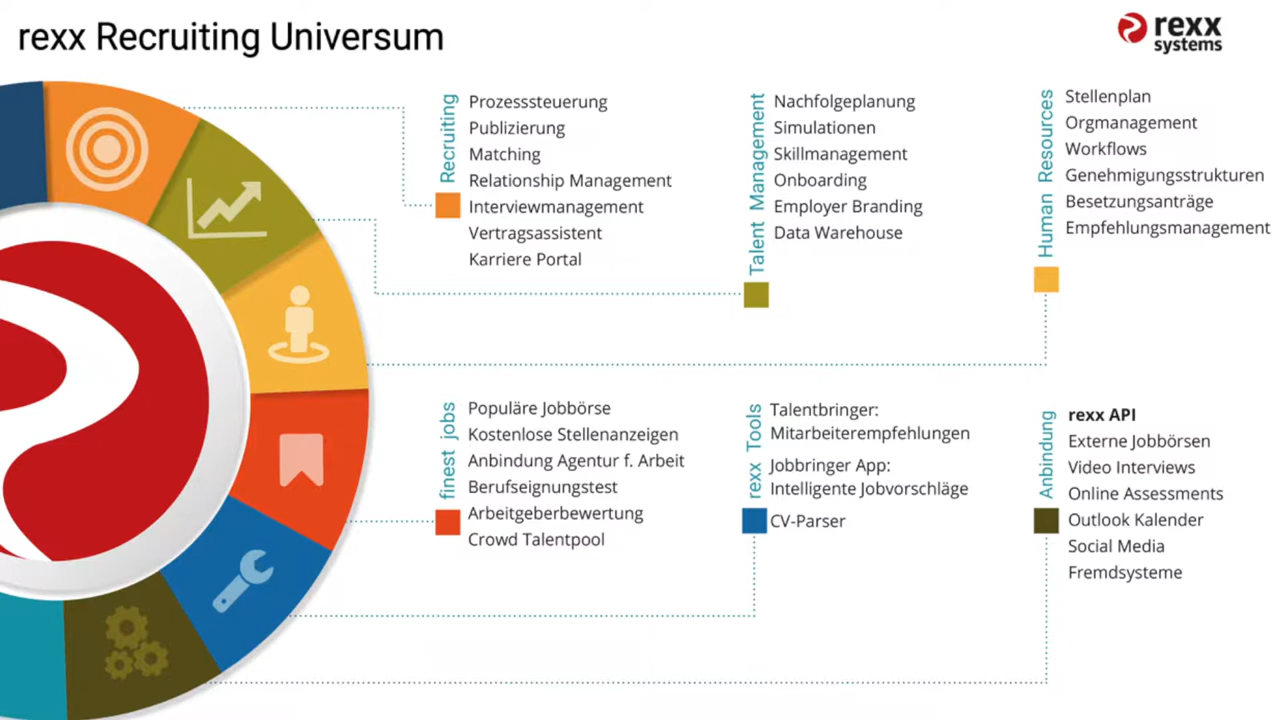 rexx Recruiting Universum
rexx
systems
Recruiting
Prozesssteuerung
Publizierung
Matching
Relationship Management
Interviewmanagement
Vertragsassistent
Karriere Portal
Talent Management
Nachfolgeplanung
Simulationen
Skillmanagement
Onboarding
Employer Branding
Data Warehouse
Human Resources
Stellenplan
Orgmanagement
Workflows
Genehmigungsstrukturen
Besetzungsanträge
Empfehlungsmanagement
finest jobs
Populäre Jobbörse
Kostenlose Stellenanzeigen
Anbindung Agentur f. Arbeit
Berufseignungstest
Arbeitgeberbewertung
Crowd Talentpool
rexx Tools
Talentbringer:
Mitarbeiterempfehlungen
Jobbringer App:
Intelligente Jobvorschläge
CV-Parser
Anbindung
rexx API
Externe Jobbörsen
Video Interviews
Online Assessments
Outlook Kalender
Social Media
Fremdsysteme